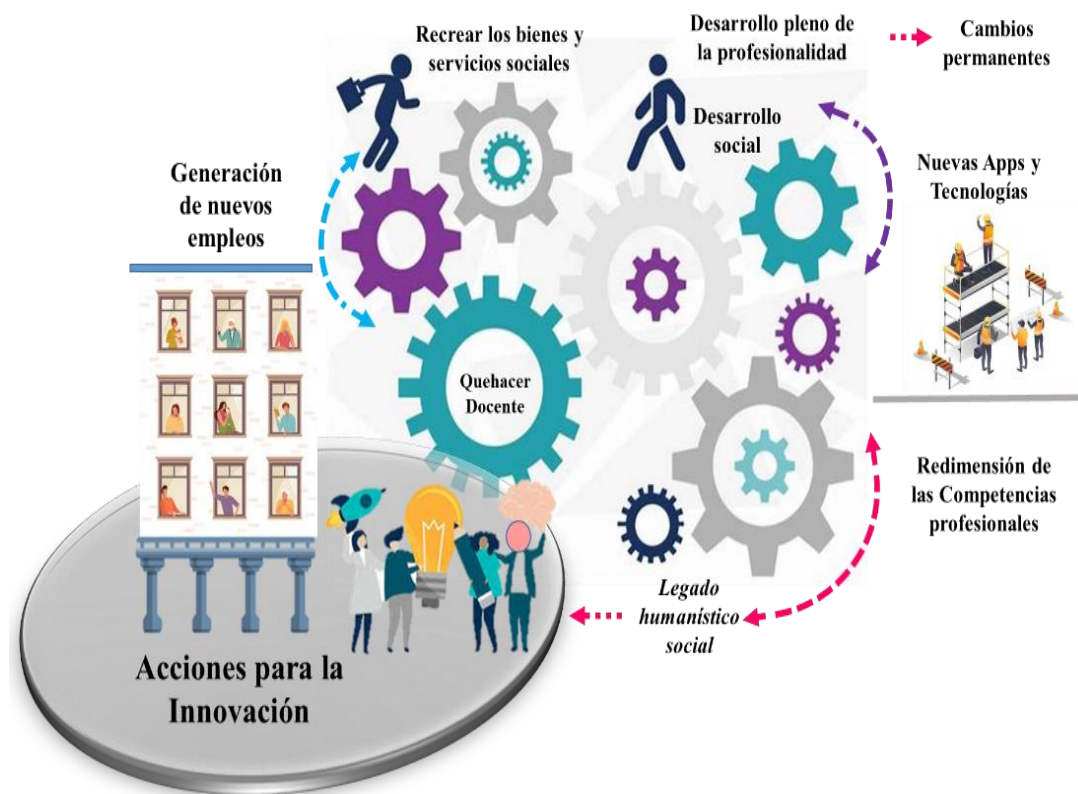 Recrear los bienes y
servicios sociales
Desarrollo pleno de
la profesionalidad
Cambios
permanentes
Desarrollo
social
Generación
de nuevos
empleos
Nuevas Apps y
Tecnologías
Quehacer
Docente
Redimensión de
las Competencias
profesionales
Legado
humanístico
social
Acciones para la
Innovación